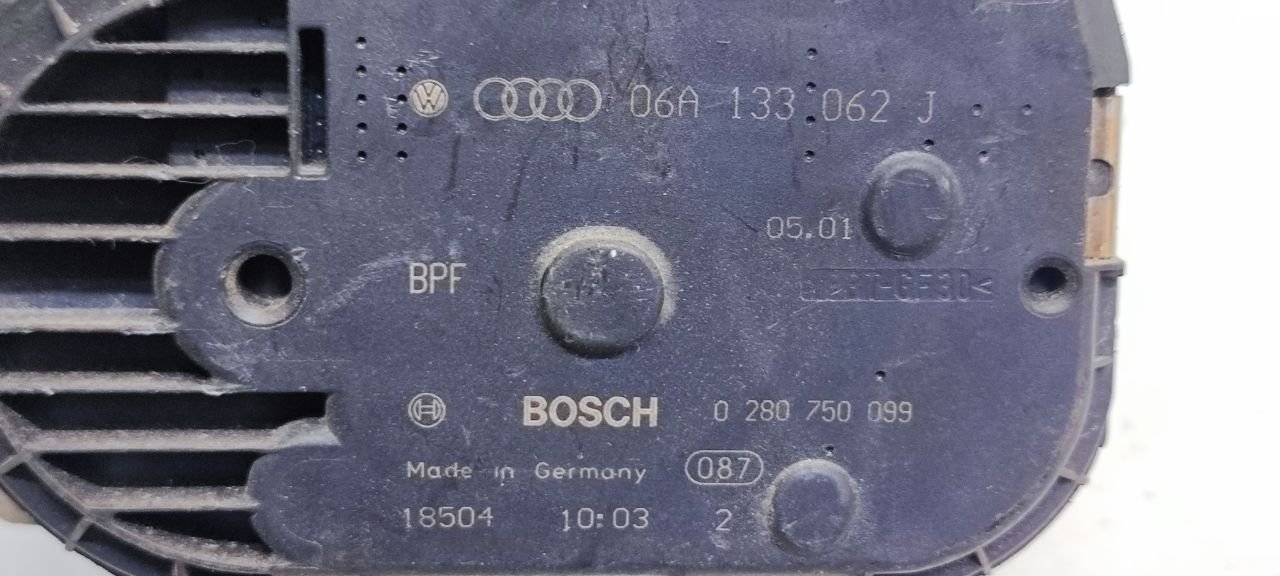 06A 133 062 J
05.01
BPF
BOSCH 0 280 750 099
Made in Germany 087
18504 10:03 2